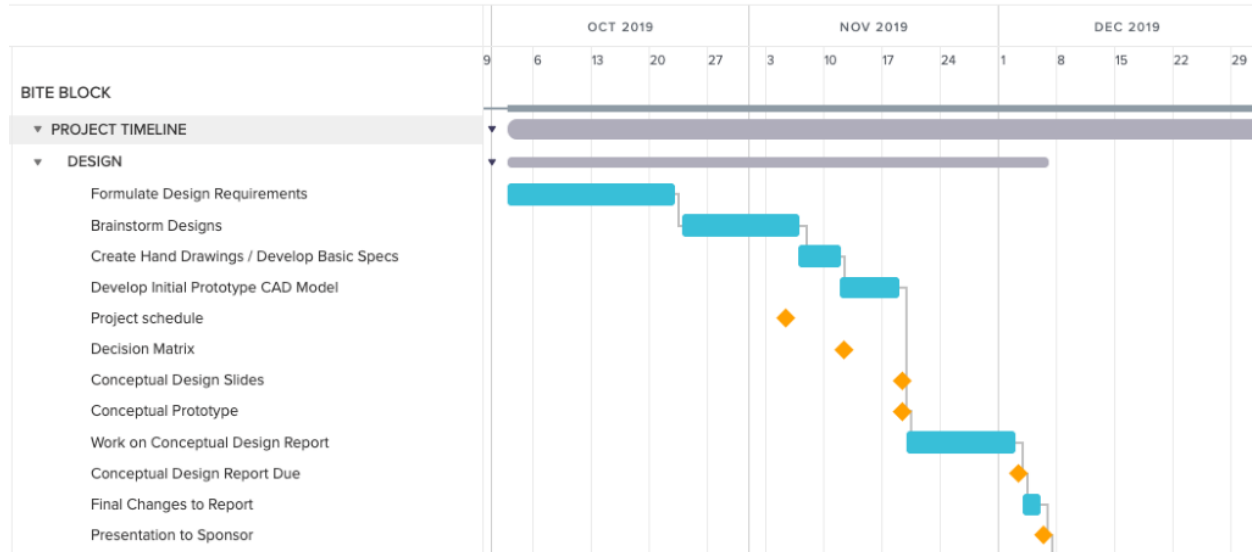 OCT 2019 NOV 2019 DEC 2019
9 6 13 20 27 3 10 17 24 1 8 15 22 29
BITE BLOCK
PROJECT TIMELINE
DESIGN
Formulate Design Requirements
Brainstorm Designs
Create Hand Drawings / Develop Basic Specs
Develop Initial Prototype CAD Model
Project schedule
Decision Matrix
Conceptual Design Slides
Conceptual Prototype
Work on Conceptual Design Report
Conceptual Design Report Due
Final Changes to Report
Presentation to Sponsor